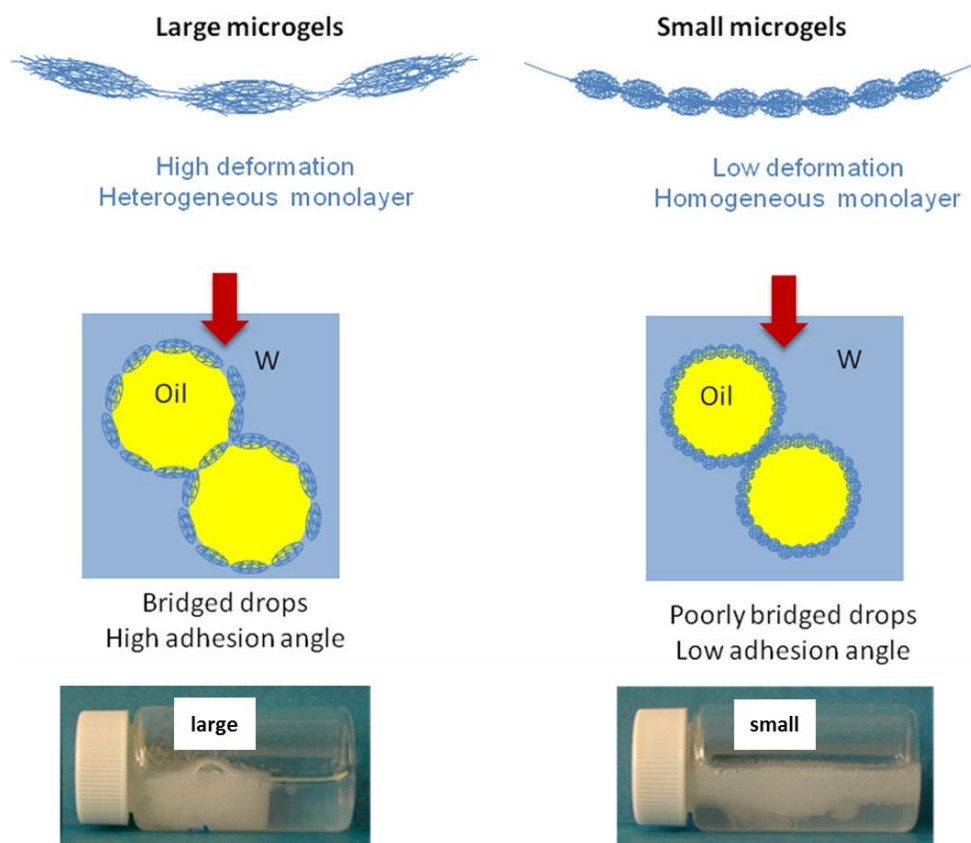 Large microgels
High deformation
Heterogeneous monolayer
W
Oil
Bridged drops
High adhesion angle
large
Small microgels
Low deformation
Homogeneous monolayer
W
Oil
Poorly bridged drops
Low adhesion angle
small